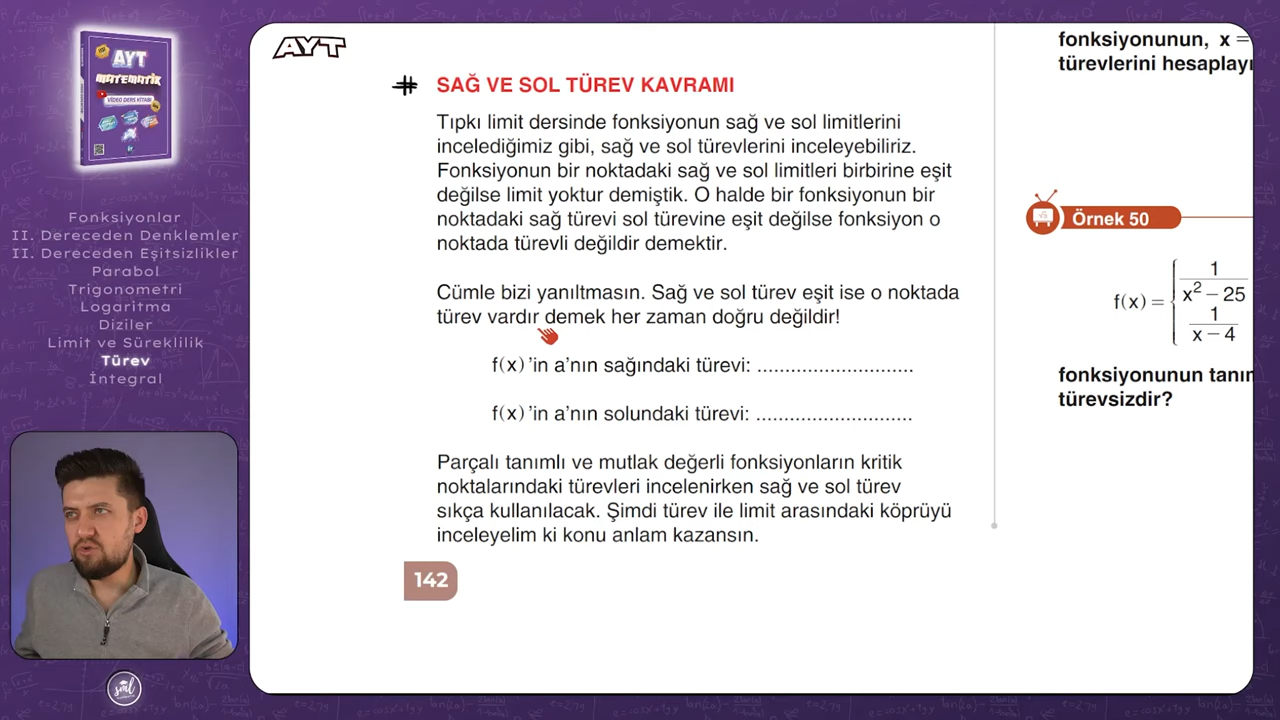 AYT
MATEMATİK
VİDEO DERS KİTABI
Fonksiyonlar
II. Dereceden Denklemler
II. Dereceden Eşitsizlikler
Parabol
Trigonometri
Logaritma
Diziler
Limit ve Süreklilik
Türev
İntegral
sml
AYT
SAĞ VE SOL TÜREV KAVRAMI
Tıpkı limit dersinde fonksiyonun sağ ve sol limitlerini
incelediğimiz gibi, sağ ve sol türevlerini inceleyebiliriz.
Fonksiyonun bir noktadaki sağ ve sol limitleri birbirine eşit
değilse limit yoktur demiştik. O halde bir fonksiyonun bir
noktadaki sağ türevi sol türevine eşit değilse fonksiyon o
noktada türevli değildir demektir.
Cümle bizi yanıltmasın. Sağ ve sol türev eşit ise o noktada
türev vardır demek her zaman doğru değildir!
f(x) 'in a'nın sağındaki türevi: ............................
f(x) 'in a'nın solundaki türevi: ............................
Parçalı tanımlı ve mutlak değerli fonksiyonların kritik
noktalarındaki türevleri incelenirken sağ ve sol türev
sıkça kullanılacak. Şimdi türev ile limit arasındaki köprüyü
inceleyelim ki konu anlam kazansın.
142
fonksiyonunun, x =
türevlerini hesaplayı
Örnek 50
1
x² − 25
f(x) =
1
x − 4
fonksiyonunun tanım
türevsizdir?